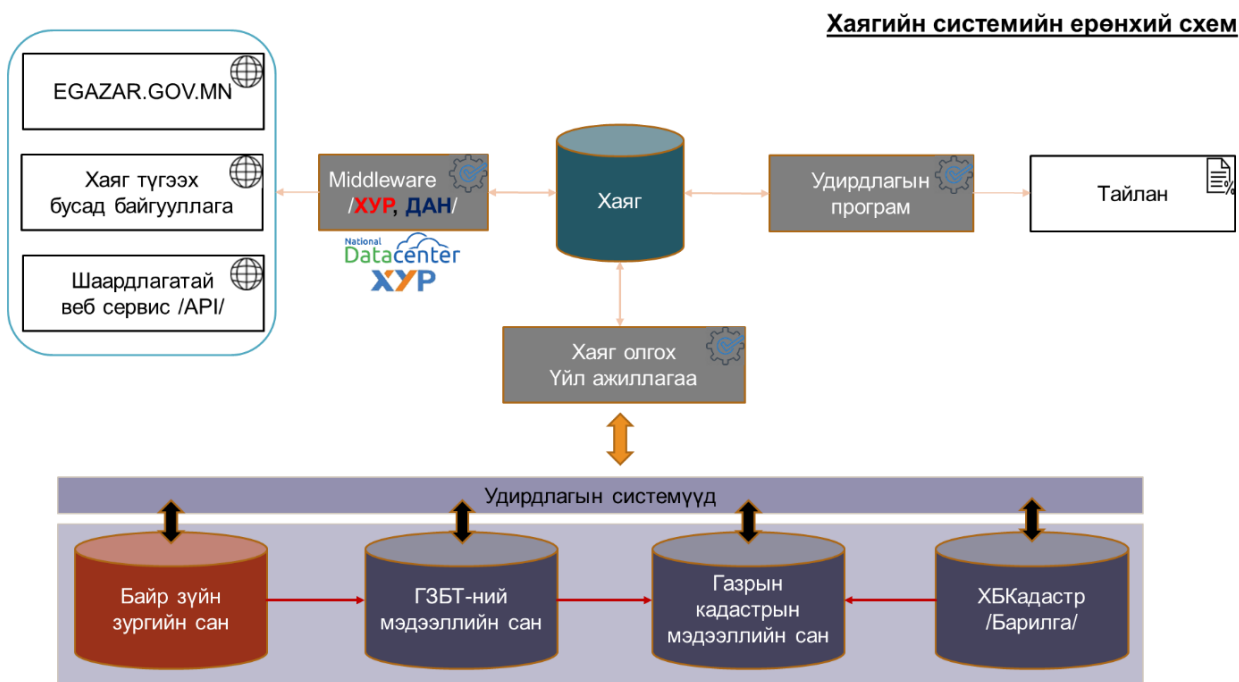 Хаягийн системийн ерөнхий схем
EGAZAR.GOV.MN
Хаяг түгээх
бусад байгууллага
Шаардлагатай
веб сервис /API/
Middleware
/ХУР, ДАН/
National
Datacenter
ХУР
Хаяг
Удирдлагын
програм
Тайлан
%
Хаяг олгох
Үйл ажиллагаа
Удирдлагын системүүд
Байр зүйн
зургийн сан
ГЗБТ-ний
мэдээллийн сан
Газрын
кадастрын
мэдээллийн сан
ХБКадастр
/Барилга/